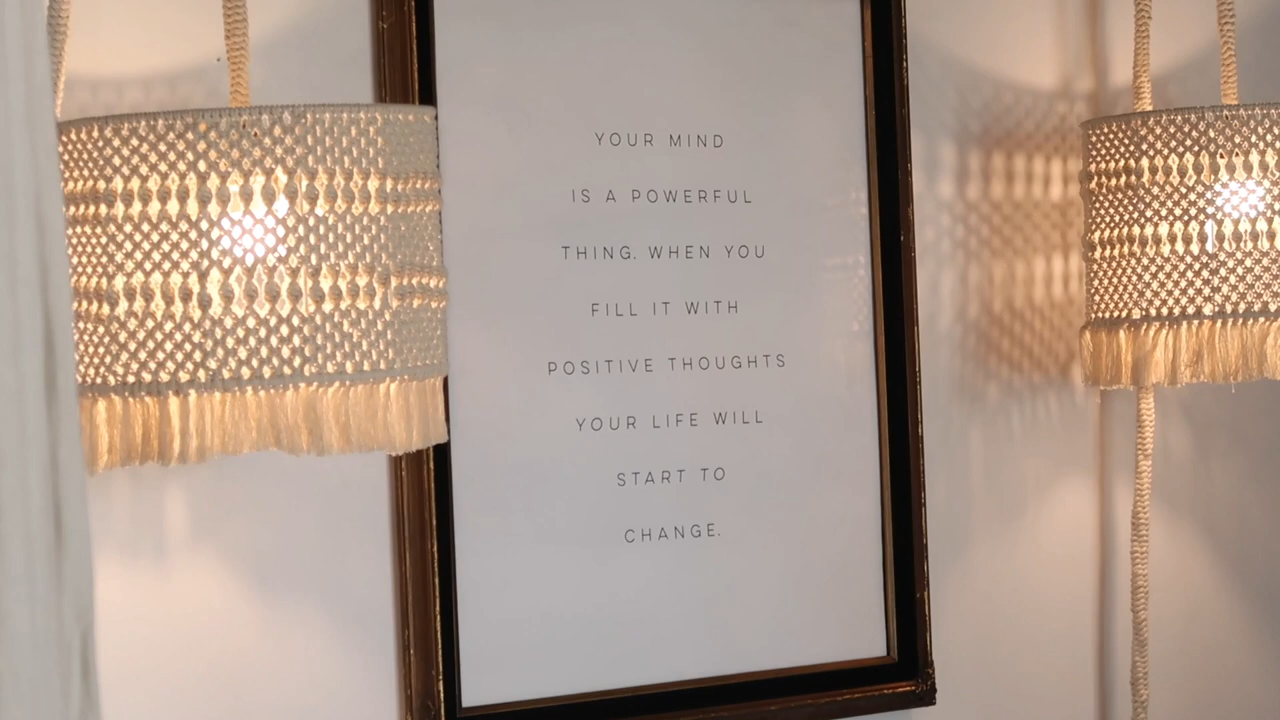 YOUR MIND
IS A POWERFUL
THING. WHEN YOU
FILL IT WITH
POSITIVE THOUGHTS
YOUR LIFE WILL
START TO
CHANGE.